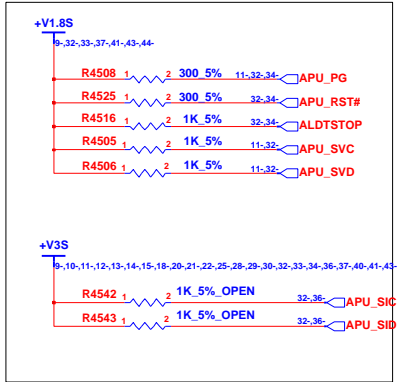 +V1.8S
9-,32-,33-,37-,41-,43-,44-
R4508 1 2 300_5% 11-,32-,34- APU_PG
R4525 1 2 300_5% 32-,34- APU_RST#
R4516 1 2 1K_5% 32-,34- ALDTSTOP
R4505 1 2 1K_5% 11-,32- APU_SVC
R4506 1 2 1K_5% 11-,32- APU_SVD
+V3S
9-,10-,11-,12-,13-,14-,15-,18-,20-,21-,22-,25-,28-,29-,30-,32-,33-,34-,36-,37-,40-,41-,43-
R4542 1 2 1K_5%_OPEN 32-,36- APU_SIC
R4543 1 2 1K_5%_OPEN 32-,36- APU_SID